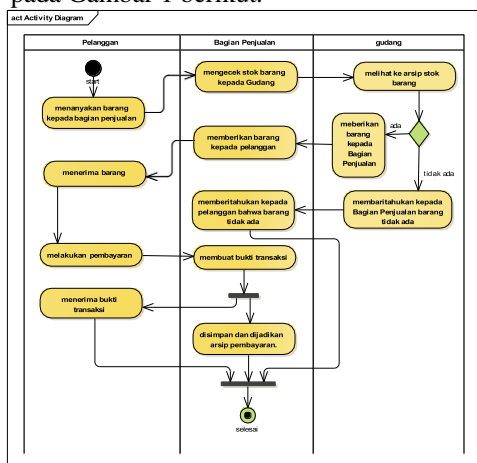 pada Gambar 1 berikut.
act Activity Diagram
Pelanggan
Bagian Penjualan
gudang
start
menanyakan barang
kepada bagian penjualan
mengecek stok barang
kepada Gudang
melihat ke arsip stok
barang
ada
meberikan
barang
kepada
Bagian
Penjualan
memberikan barang
kepada pelanggan
menerima barang
tidak ada
membaritahukan kepada
Bagian Penjualan barang
tidak ada
memberitahukan kepada
pelanggan bahwa barang
tidak ada
melakukan pembayaran
membuat bukti transaksi
menerima bukti
transaksi
disimpan dan dijadikan
arsip pembayaran.
selesai